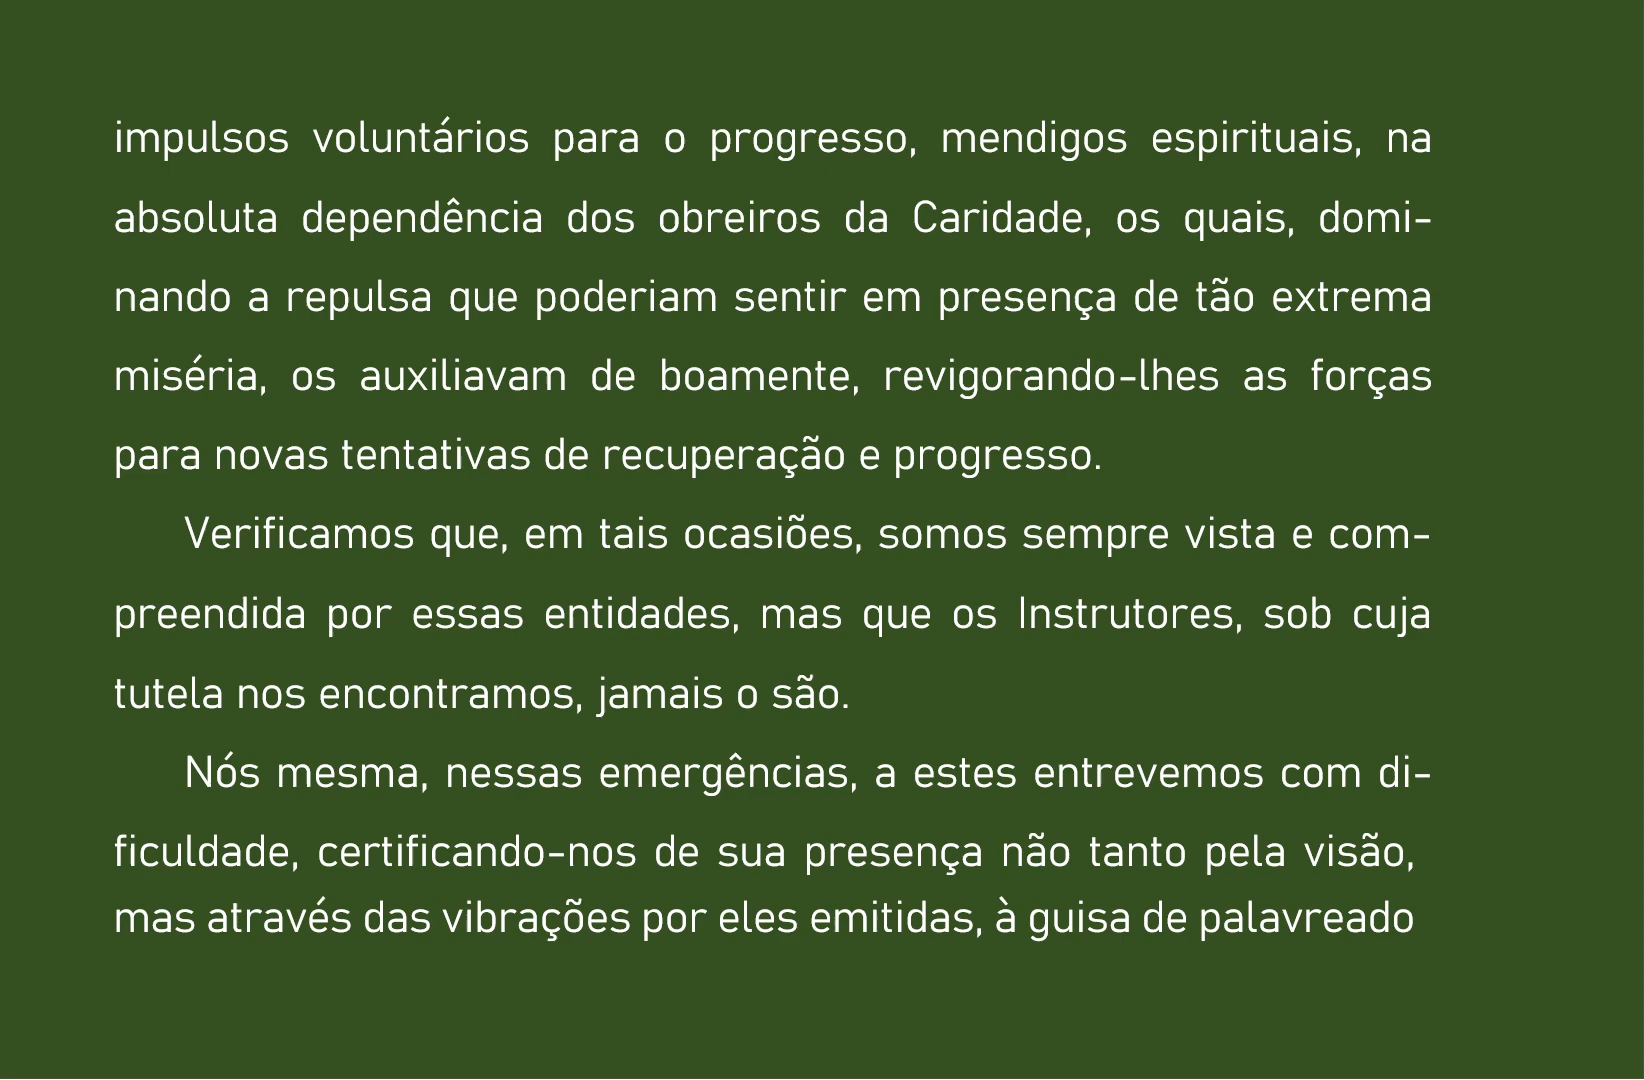 impulsos voluntários para o progresso, mendigos espirituais, na
absoluta dependência dos obreiros da Caridade, os quais, domi-
nando a repulsa que poderiam sentir em presença de tão extrema
miséria, os auxiliavam de boamente, revigorando-lhes as forças
para novas tentativas de recuperação e progresso.
Verificamos que, em tais ocasiões, somos sempre vista e com-
preendida por essas entidades, mas que os Instrutores, sob cuja
tutela nos encontramos, jamais o são.
Nós mesma, nessas emergências, a estes entrevemos com di-
ficuldade, certificando-nos de sua presença não tanto pela visão,
mas através das vibrações por eles emitidas, à guisa de palavreado